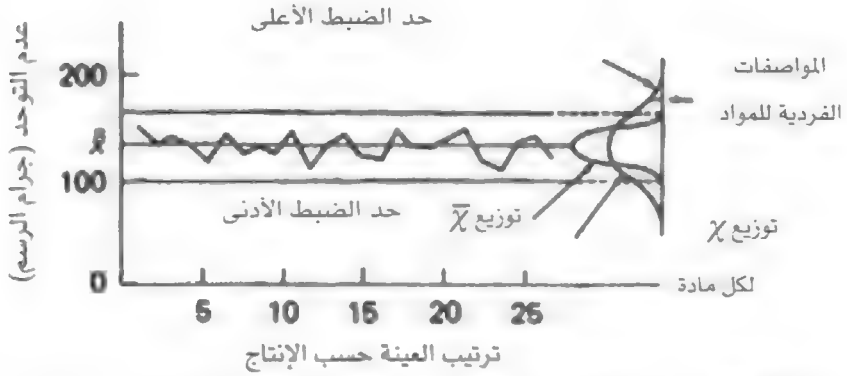 حد الضبط الأعلى
عدم التوحد (جرام الرسم)
200
100
0
المواصفات
الفردية للمواد
حد الضبط الأدنى
توزيع X̅
توزيع X
لكل مادة
5 10 15 20 25
ترتيب العينة حسب الإنتاج